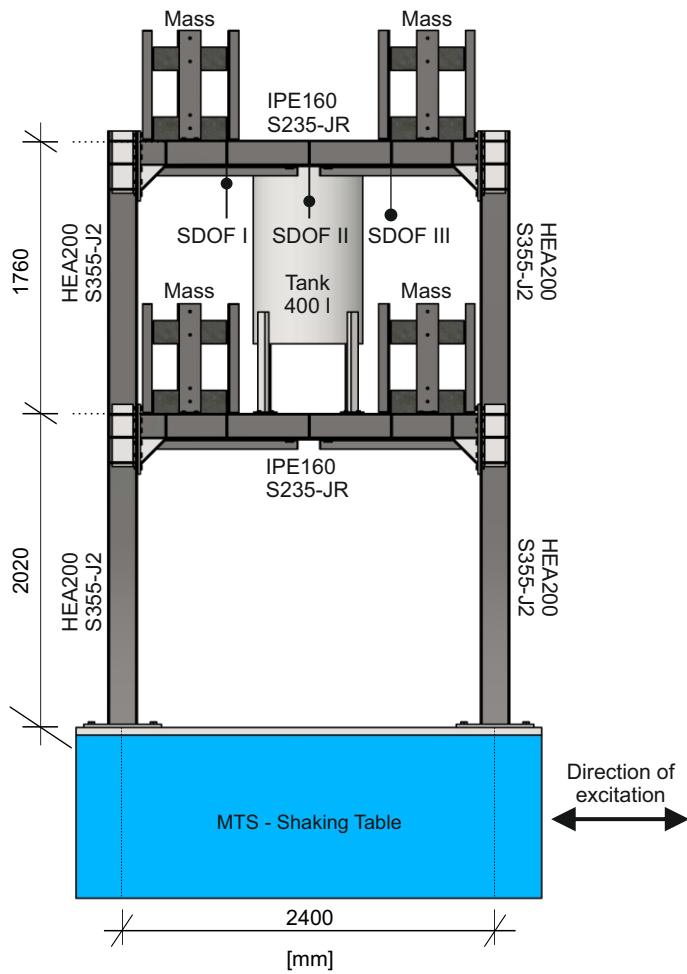 Mass
Mass
IPE160
S235-JR
SDOF I
SDOF II
SDOF III
1760
HEA200
S355-J2
HEA200
S355-J2
Tank
400 l
Mass
Mass
IPE160
S235-JR
2020
HEA200
S355-J2
HEA200
S355-J2
Direction of
excitation
MTS - Shaking Table
2400
[mm]